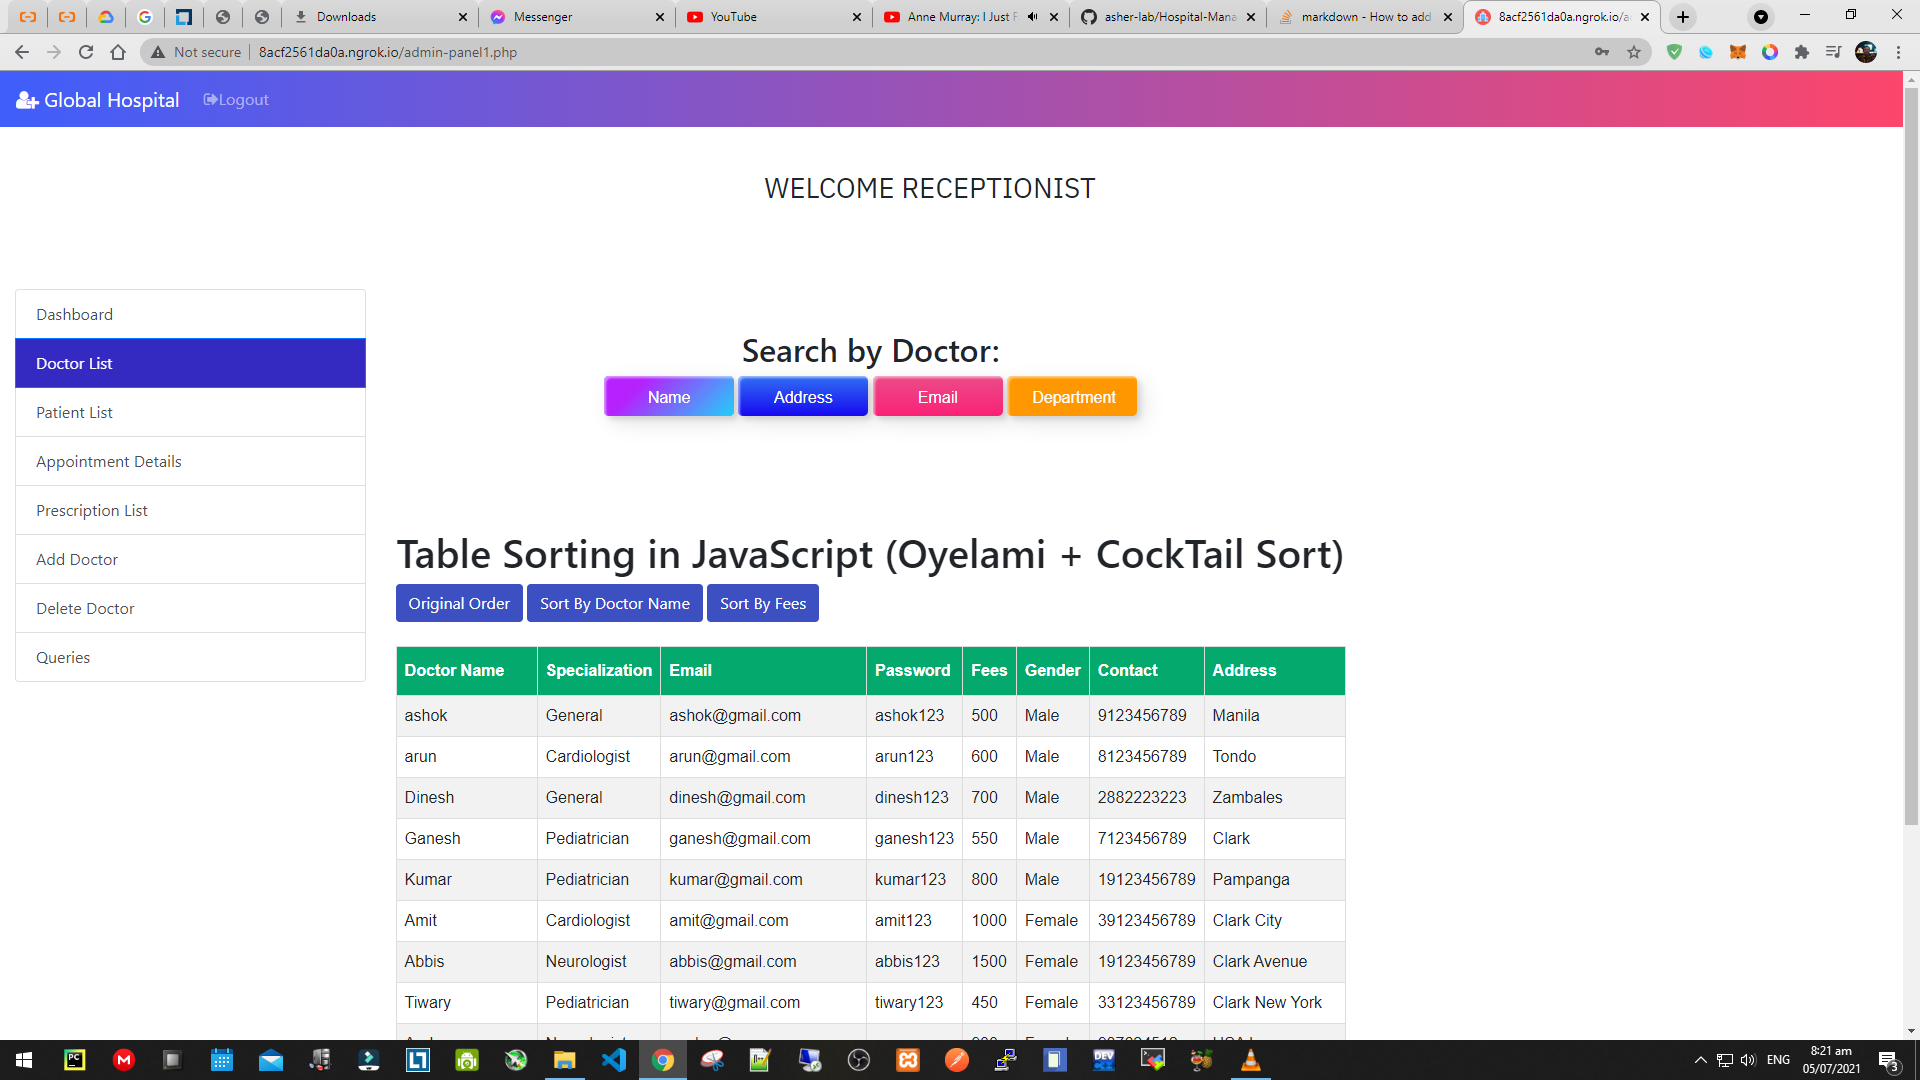 Downloads
Messenger
YouTube
Anne Murray: I Just F
asher-lab/Hospital-Mana
markdown - How to add
8acf2561da0a.ngrok.io/a
Not secure
8acf2561da0a.ngrok.io/admin-panel1.php
Global Hospital
Logout
WELCOME RECEPTIONIST
Dashboard
Doctor List
Patient List
Appointment Details
Prescription List
Add Doctor
Delete Doctor
Queries
Search by Doctor:
Name Address Email Department
Table Sorting in JavaScript (Oyelami + CockTail Sort)
Original Order Sort By Doctor Name Sort By Fees
Doctor Name Specialization Email Password Fees Gender Contact Address
ashok General ashok@gmail.com ashok123 500 Male 9123456789 Manila
arun Cardiologist arun@gmail.com arun123 600 Male 8123456789 Tondo
Dinesh General dinesh@gmail.com dinesh123 700 Male 2882223223 Zambales
Ganesh Pediatrician ganesh@gmail.com ganesh123 550 Male 7123456789 Clark
Kumar Pediatrician kumar@gmail.com kumar123 800 Male 19123456789 Pampanga
Amit Cardiologist amit@gmail.com amit123 1000 Female 39123456789 Clark City
Abbis Neurologist abbis@gmail.com abbis123 1500 Female 19123456789 Clark Avenue
Tiwary Pediatrician tiwary@gmail.com tiwary123 450 Female 33123456789 Clark New York
ENG
8:21 am
05/07/2021
3